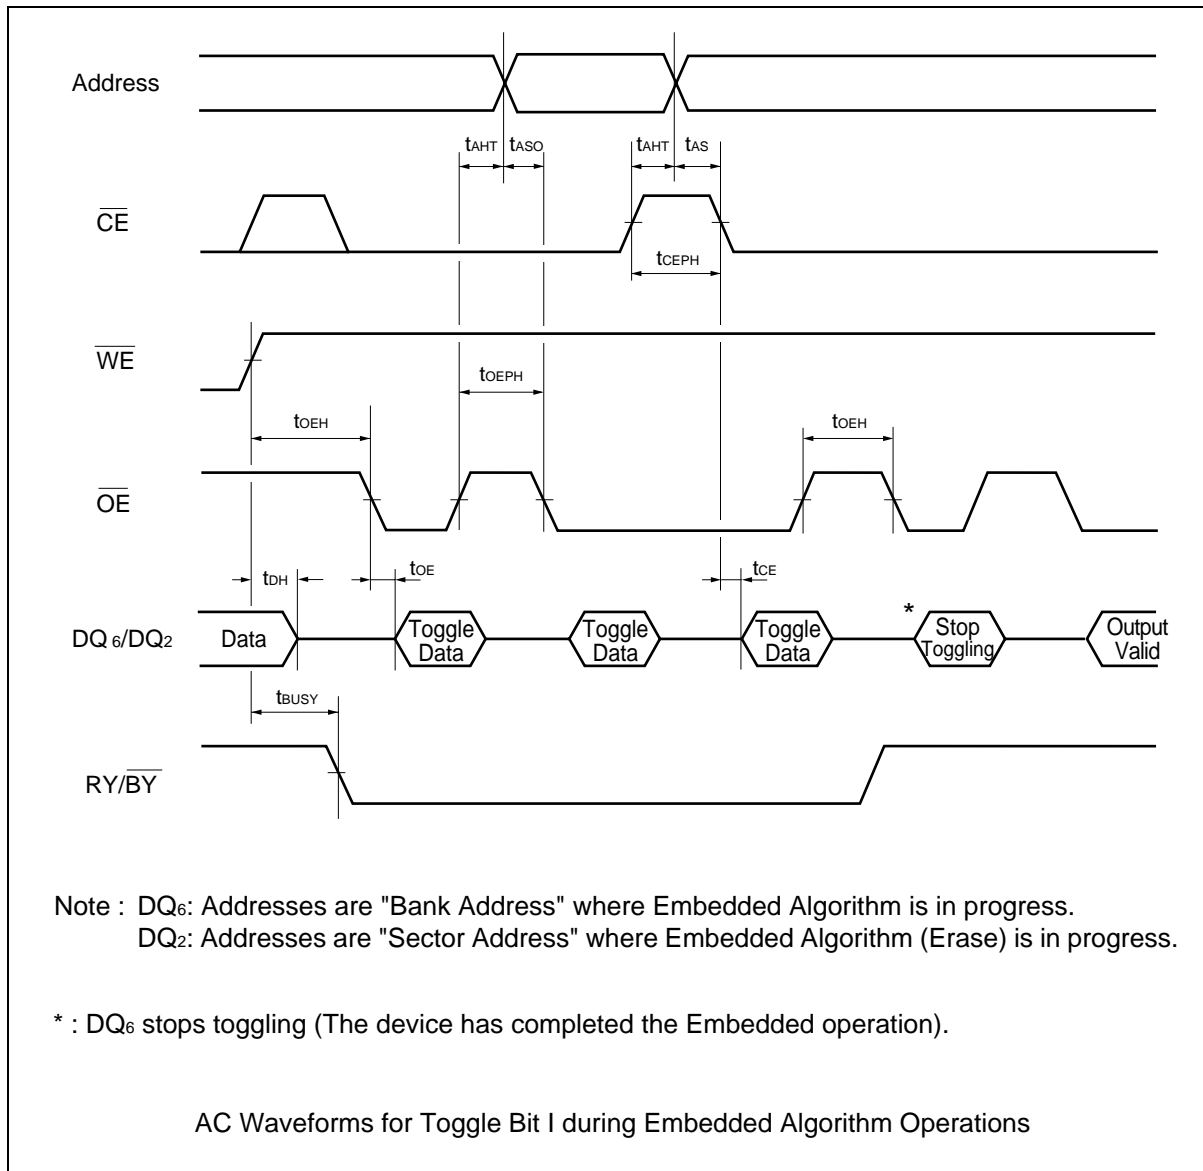 Address
tAHT tASO tAHT tAS
CE
tCEPH
WE
tOEPH
tOEH tOEH
OE
tDH tOE tCE
*
DQ6/DQ2 Data Toggle Data Toggle Data Toggle Data Stop Toggling Output Valid
tBUSY
RY/BY
Note : DQ6: Addresses are "Bank Address" where Embedded Algorithm is in progress.
DQ2: Addresses are "Sector Address" where Embedded Algorithm (Erase) is in progress.
* : DQ6 stops toggling (The device has completed the Embedded operation).
AC Waveforms for Toggle Bit I during Embedded Algorithm Operations